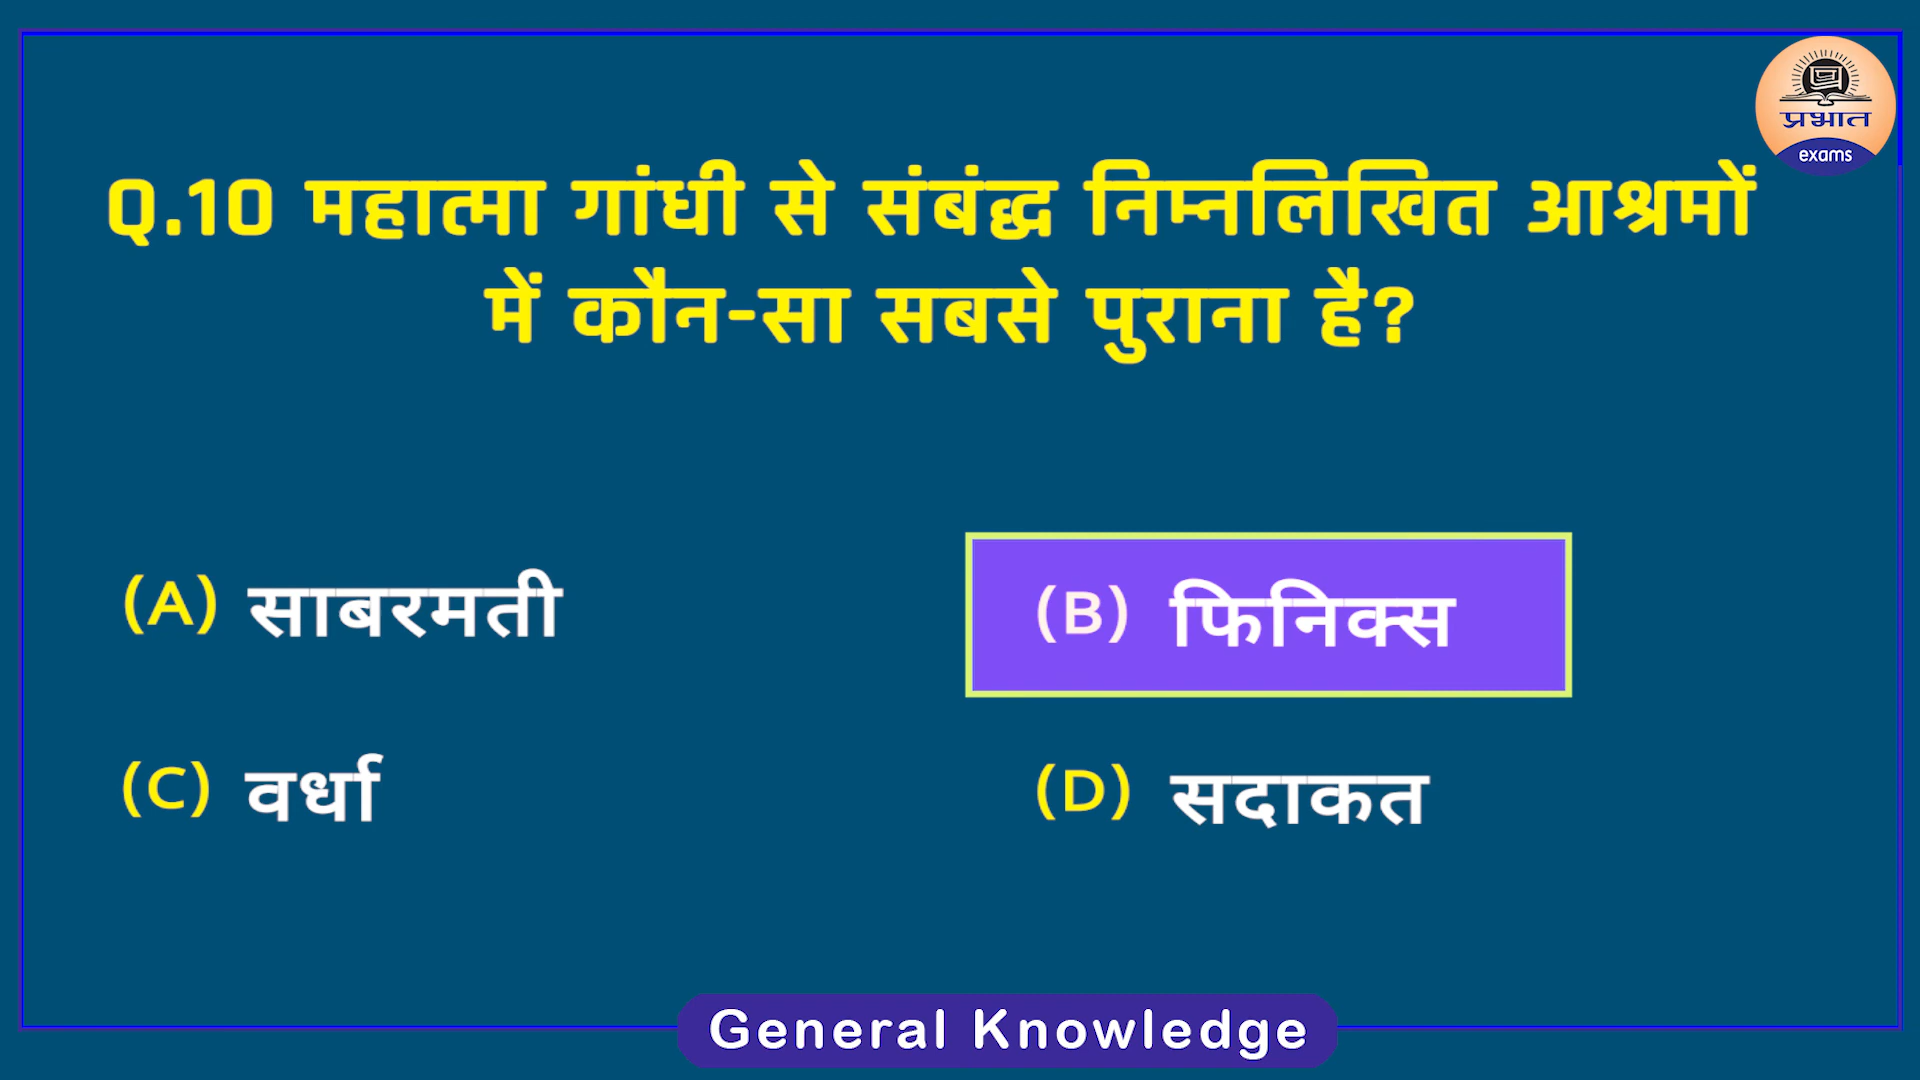 प्रभात
exams
Q.10 महात्मा गांधी से संबंद्ध निम्नलिखित आश्रमों
में कौन-सा सबसे पुराना है?
(A) साबरमती
(B) फिनिक्स
(C) वर्धा
(D) सदाकत
General Knowledge